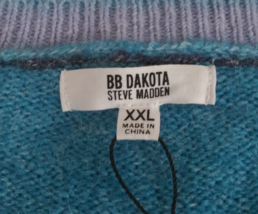 BB DAKOTA
STEVE MADDEN
XXL
MADE IN
CHINA